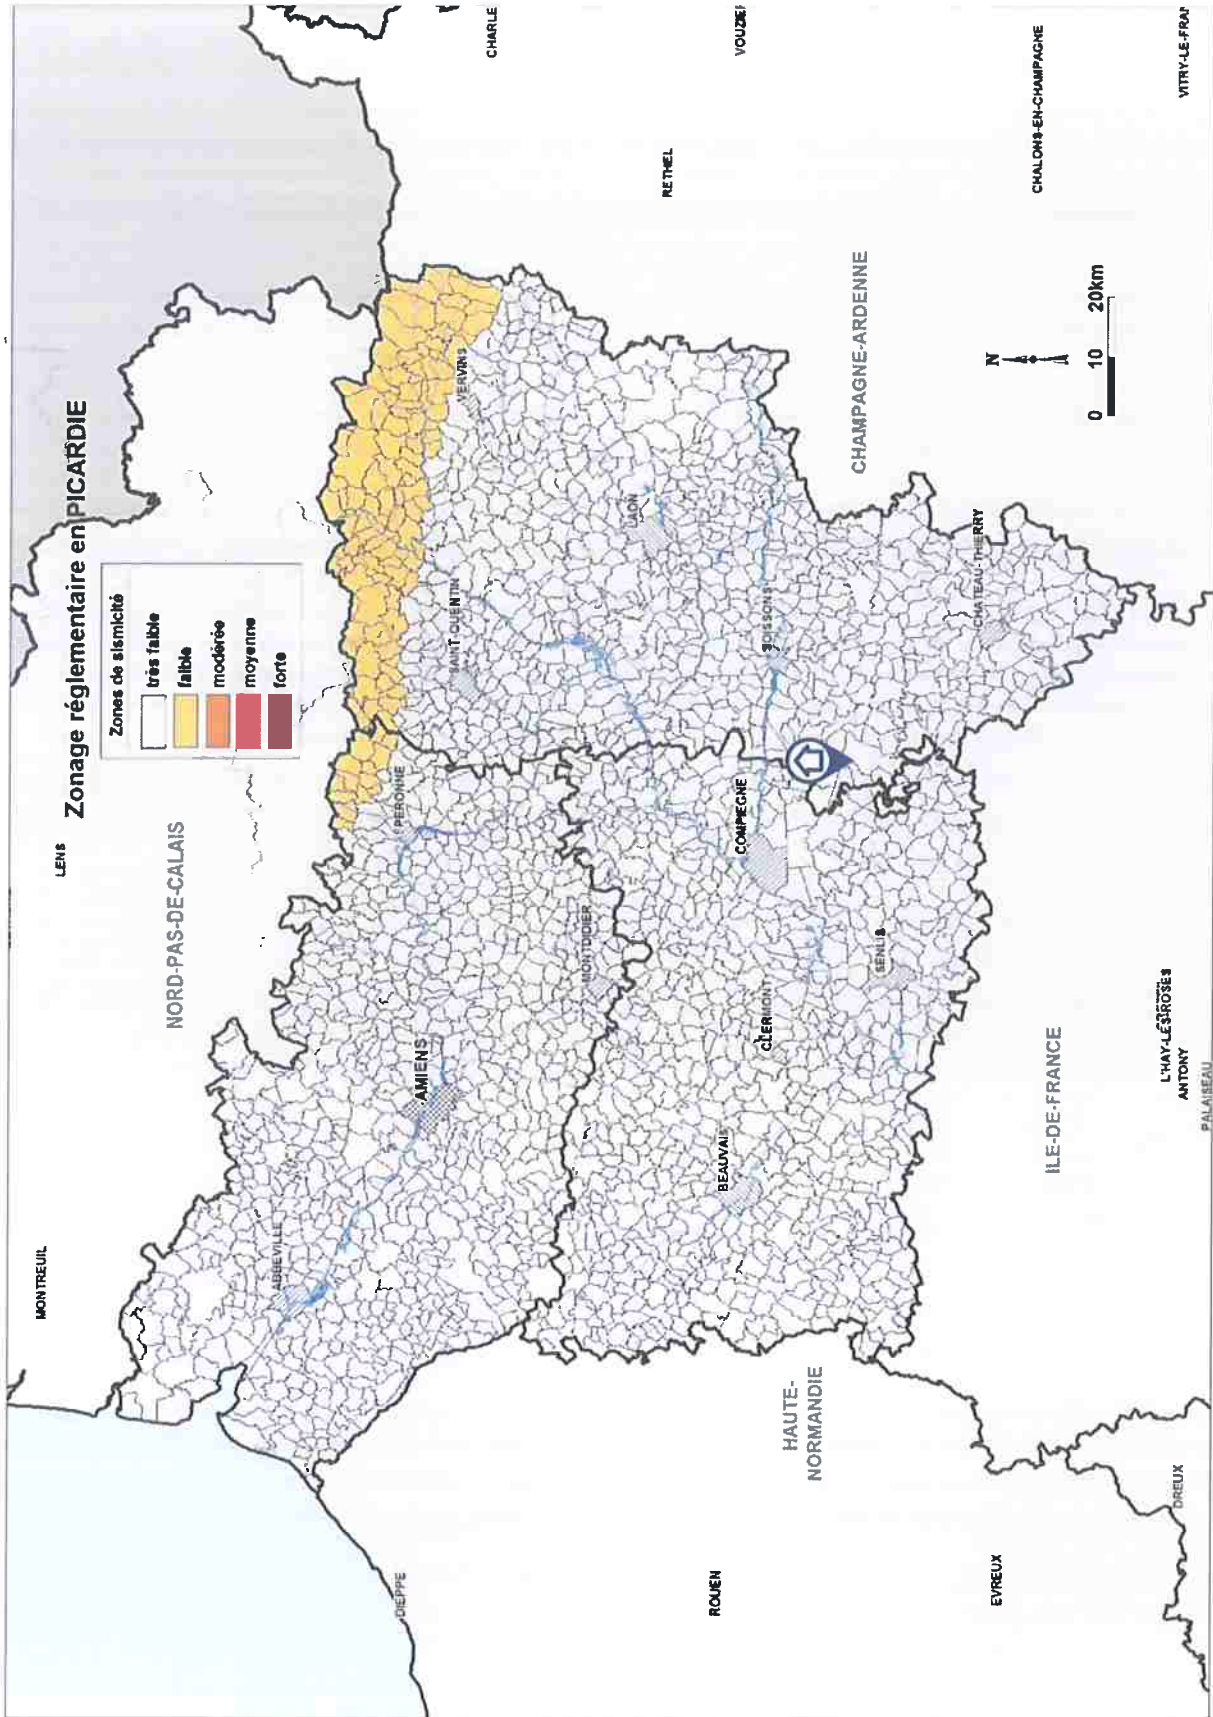 Zonage réglementaire en PICARDIE
Zones de sismicité
très faible
faible
modérée
moyenne
forte
MONTREUIL
LENS
NORD-PAS-DE-CALAIS
CHARLE
VOUZIER
RETHEL
CHALONS-EN-CHAMPAGNE
VITRY-LE-FRAN
CHAMPAGNE-ARDENNE
ABBEVILLE
AMIENS
PERONNE
MONTDIDIER
SAINT QUENTIN
VERVINS
LAON
SOISSONS
CHATEAU-THIERRY
COMPIEGNE
BEAUVAIS
CLERMONT
SENLIS
DIEPPE
ROUEN
HAUTE-
NORMANDIE
EVREUX
DREUX
ILE-DE-FRANCE
L'HAY-LES-ROSES
ANTONY
PALAISEAU
N
0 10 20km